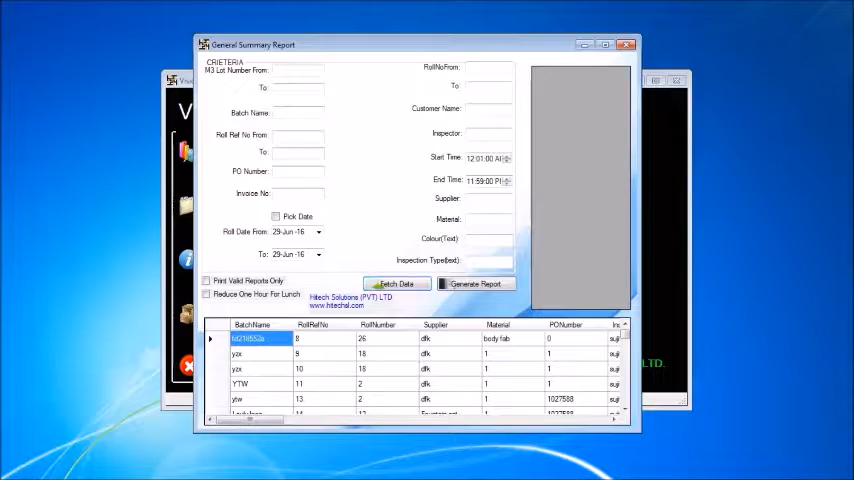 General Summary Report
CRIETERIA
M3 Lot Number From:
To:
Batch Name:
Roll Ref No From:
To:
PO Number:
Invoice No:
Pick Date
Roll Date From: 29-Jun -16
To: 29-Jun -16
RollNoFrom:
To:
Customer Name:
Inspector:
Start Time: 12:01:00 AM
End Time: 11:59:00 PM
Supplier:
Material:
Colour(Text):
Inspection Type(text):
Print Valid Reports Only
Reduce One Hour For Lunch
Fetch Data
Generate Report
Hitech Solutions (PVT) LTD
www.hitechsl.com
BatchName RollRefNo RollNumber Supplier Material PONumber
8 26 dfk body fab 0
yzx 9 18 dfk 1 1
yzx 10 18 dfk 1 1
YTW 11 2 dfk 1 1
ytw 13 2 dfk 1 1027588
LTD.